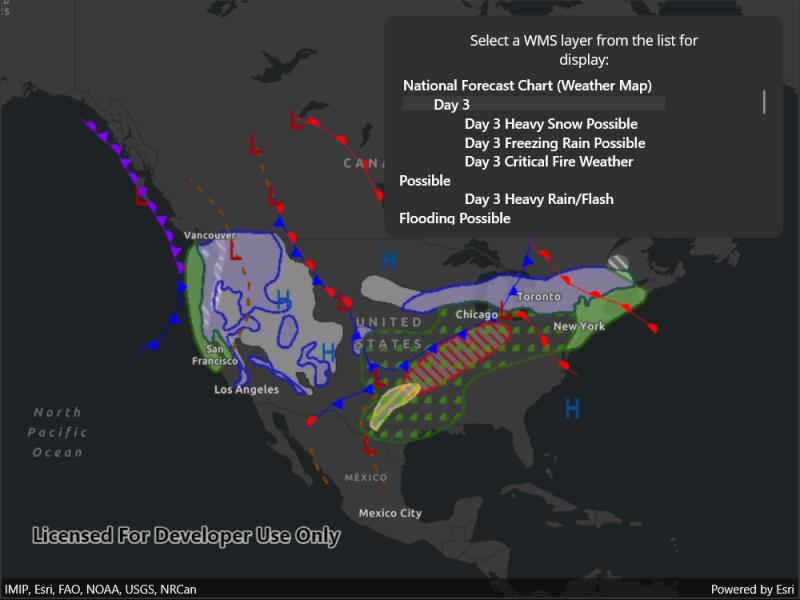 S
Select a WMS layer from the list for
display:
National Forecast Chart (Weather Map)
Day 3
Day 3 Heavy Snow Possible
Day 3 Freezing Rain Possible
Day 3 Critical Fire Weather
Possible
Day 3 Heavy Rain/Flash
Flooding Possible
L
L
CANA
L
L
Vancouver
L
H
H
L
Toronto
L
Chicago
UNITED
STATES
New York
San
Francisco
H
L
Los Angeles
H
North
Pacific
Ocean
L
MÉXICO
Mexico City
Licensed For Developer Use Only
IMIP, Esri, FAO, NOAA, USGS, NRCan
Powered by Esri